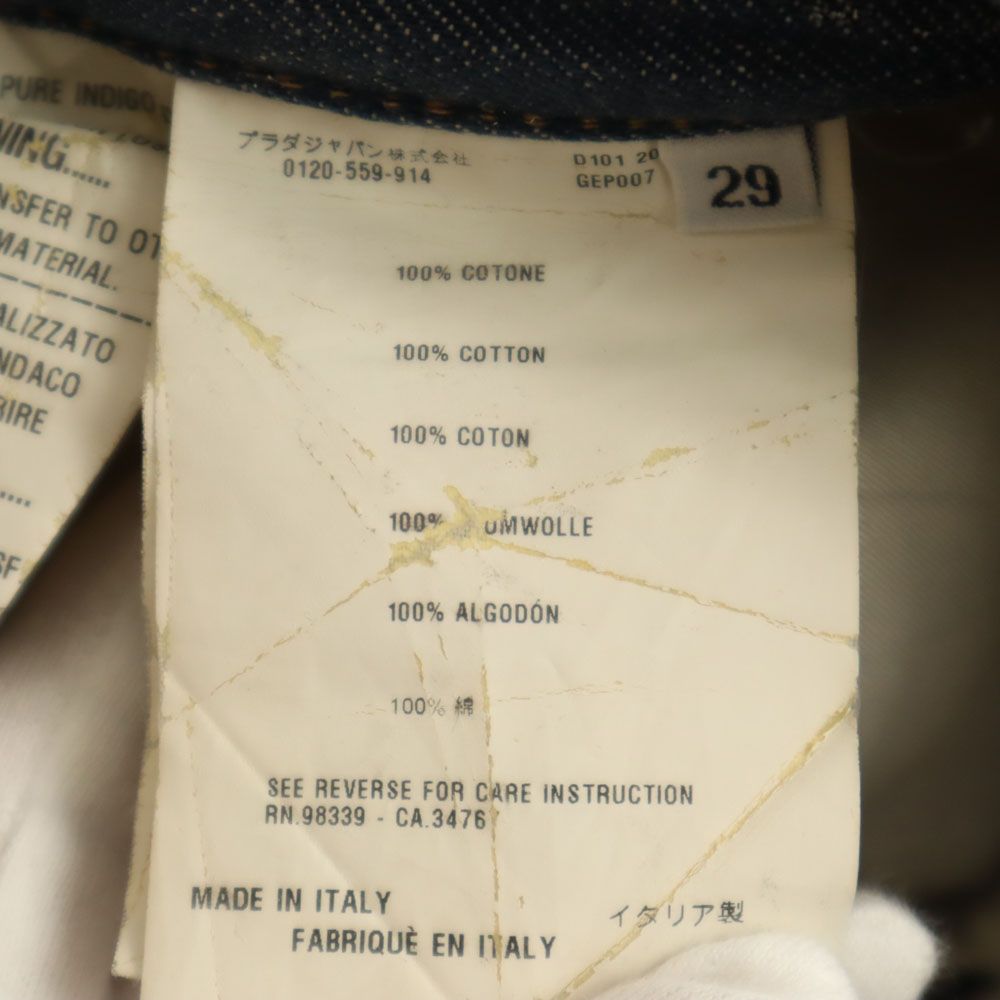 PURE INDIGO
NSFER TO OT
MATERIAL.
ALIZZATO
NDACO
RIRE
プラダジャパン株式会社
0120-559-914
D101 20
GEP007
29
100% COTONE
100% COTTON
100% COTON
100% UMWOLLE
100% ALGODÓN
100% 綿
SEE REVERSE FOR CARE INSTRUCTION
RN.98339 - CA.3476
MADE IN ITALY
FABRIQUÈ EN ITALY
イタリア製